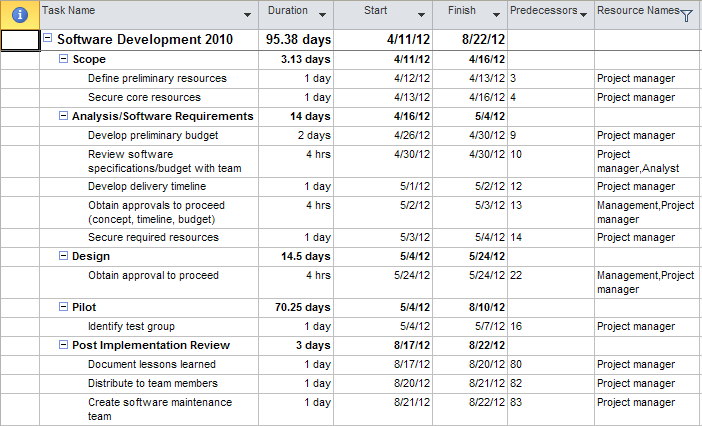 Task Name Duration Start Finish Predecessors Resource Names
Software Development 2010 95.38 days 4/11/12 8/22/12
Scope 3.13 days 4/11/12 4/16/12
Define preliminary resources 1 day 4/12/12 4/13/12 3 Project manager
Secure core resources 1 day 4/13/12 4/16/12 4 Project manager
Analysis/Software Requirements 14 days 4/16/12 5/4/12
Develop preliminary budget 2 days 4/26/12 4/30/12 9 Project manager
Review software 4 hrs 4/30/12 4/30/12 10 Project
specifications/budget with team manager,Analyst
Develop delivery timeline 1 day 5/1/12 5/2/12 12 Project manager
Obtain approvals to proceed 4 hrs 5/2/12 5/3/12 13 Management,Project
(concept, timeline, budget) manager
Secure required resources 1 day 5/3/12 5/4/12 14 Project manager
Design 14.5 days 5/4/12 5/24/12
Obtain approval to proceed 4 hrs 5/24/12 5/24/12 22 Management,Project
manager
Pilot 70.25 days 5/4/12 8/10/12
Identify test group 1 day 5/4/12 5/7/12 16 Project manager
Post Implementation Review 3 days 8/17/12 8/22/12
Document lessons learned 1 day 8/17/12 8/20/12 80 Project manager
Distribute to team members 1 day 8/20/12 8/21/12 82 Project manager
Create software maintenance 1 day 8/21/12 8/22/12 83 Project manager
team